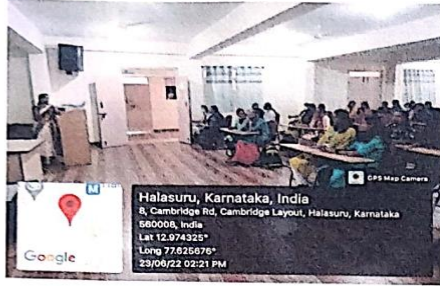 GPS Map Camera
M
Google
Halasuru, Karnataka, India
8, Cambridge Rd, Cambridge Layout, Halasuru, Karnataka
560008, India
Lat 12.974325°
Long 77.625676°
23/06/22 02:21 PM